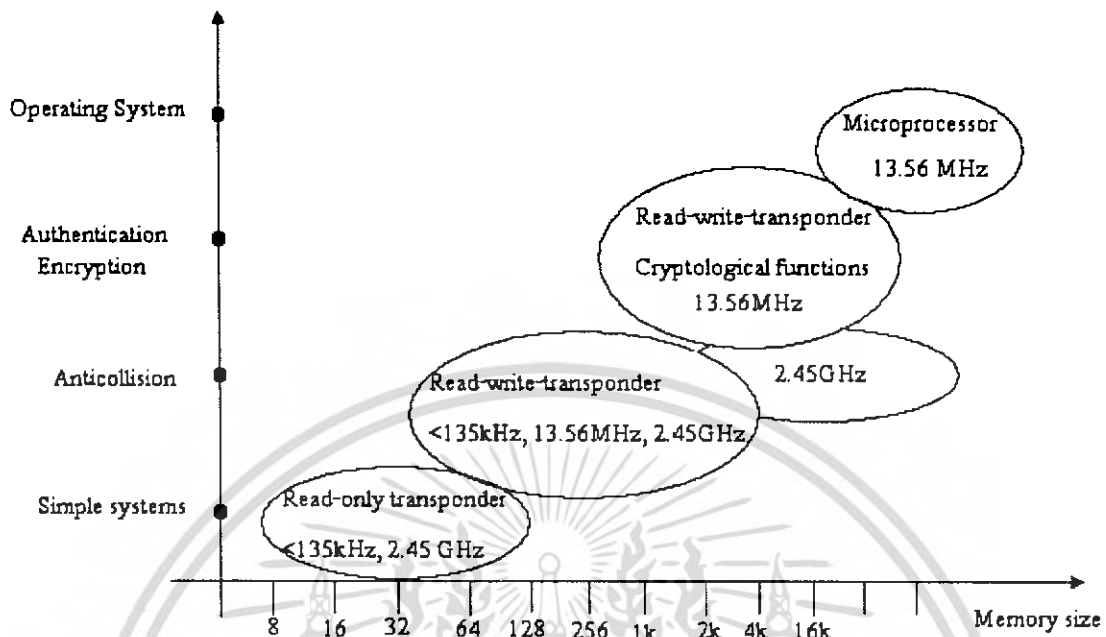 Operating System
Microprocessor
13.56 MHz
Authentication
Encryption
Read-write-transponder
Cryptological functions
13.56MHz
Anticollision
Read-write-transponder
<135kHz, 13.56MHz, 2.45GHz
2.45GHz
Simple systems
Read-only transponder
<135kHz, 2.45 GHz
8 16 32 64 128 256 1k 2k 4k 16k
Memory size